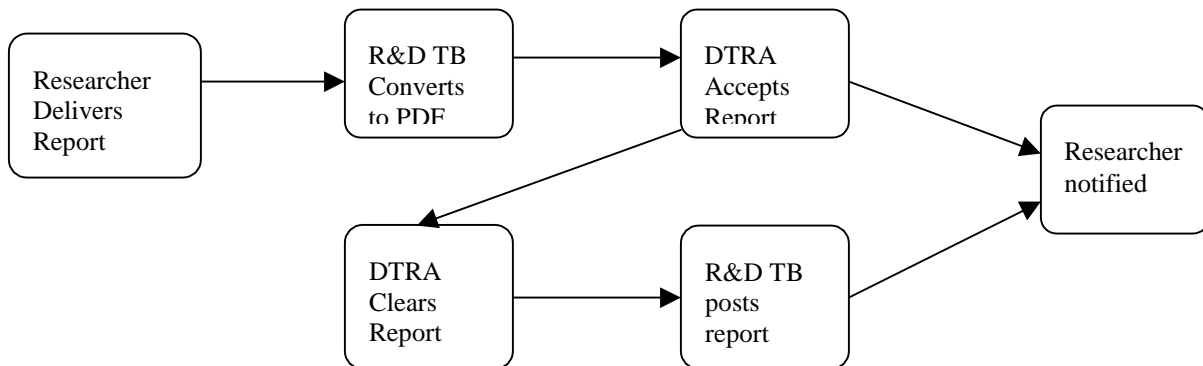 Researcher
Delivers
Report
R&D TB
Converts
to PDF
DTRA
Accepts
Report
Researcher
notified
DTRA
Clears
Report
R&D TB
posts
report